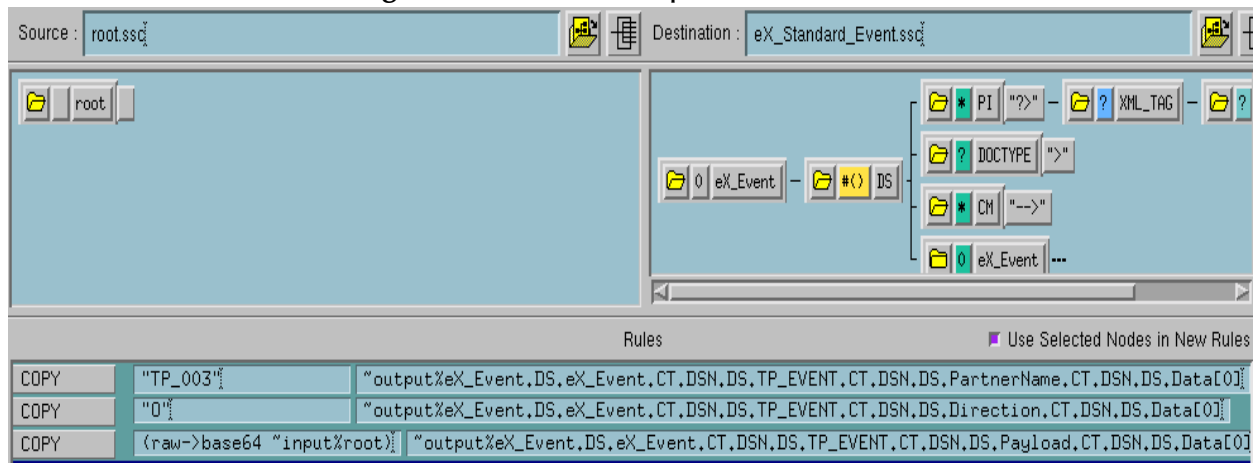 Source : root.ssc
Destination : eX_Standard_Event.ssc
root
* PI "?>" ? XML_TAG ?
? DOCTYPE ">"
0 eX_Event #() DS
* CM "-->"
0 eX_Event
Rules
Use Selected Nodes in New Rules
COPY "TP_003" ~output%eX_Event.DS.eX_Event.CT.DSN.DS.TP_EVENT.CT.DSN.DS.PartnerName.CT.DSN.DS.Data[0]
COPY "O" ~output%eX_Event.DS.eX_Event.CT.DSN.DS.TP_EVENT.CT.DSN.DS.Direction.CT.DSN.DS.Data[0]
COPY (raw->base64 ~input%root) ~output%eX_Event.DS.eX_Event.CT.DSN.DS.TP_EVENT.CT.DSN.DS.Payload.CT.DSN.DS.Data[0]